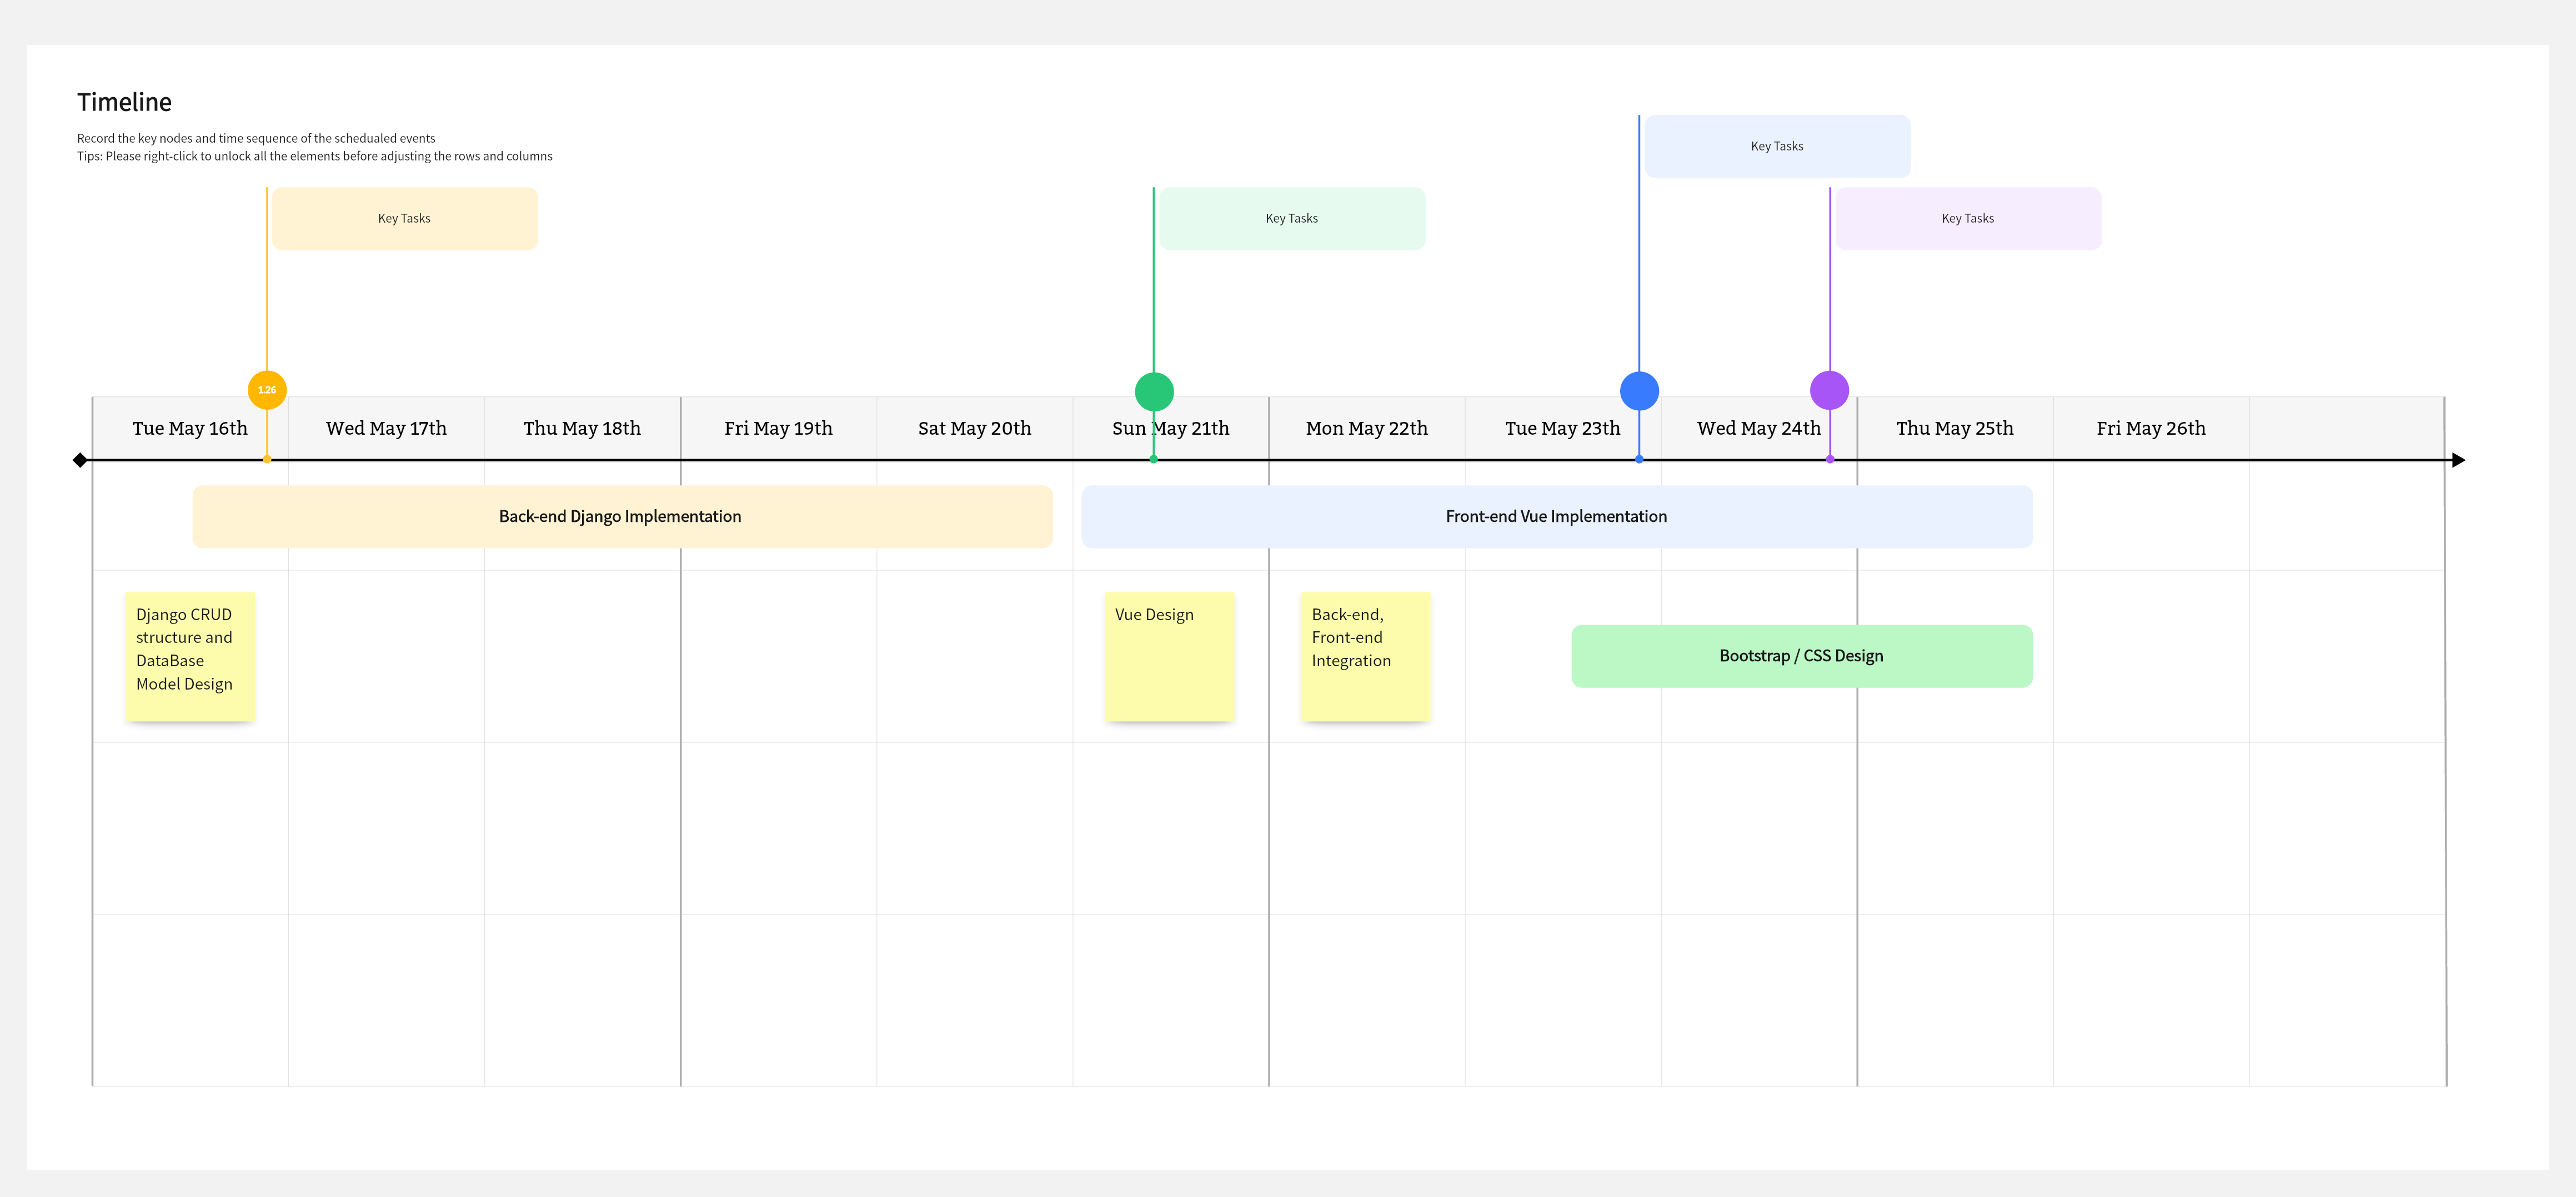 Timeline
Record the key nodes and time sequence of the schedualed events
Tips: Please right-click to unlock all the elements before adjusting the rows and columns
Key Tasks
Key Tasks
Key Tasks
Key Tasks
1.26
Tue May 16th
Wed May 17th
Thu May 18th
Fri May 19th
Sat May 20th
Sun May 21th
Mon May 22th
Tue May 23th
Wed May 24th
Thu May 25th
Fri May 26th
Back-end Django Implementation
Front-end Vue Implementation
Django CRUD
structure and
DataBase
Model Design
Vue Design
Back-end,
Front-end
Integration
Bootstrap / CSS Design